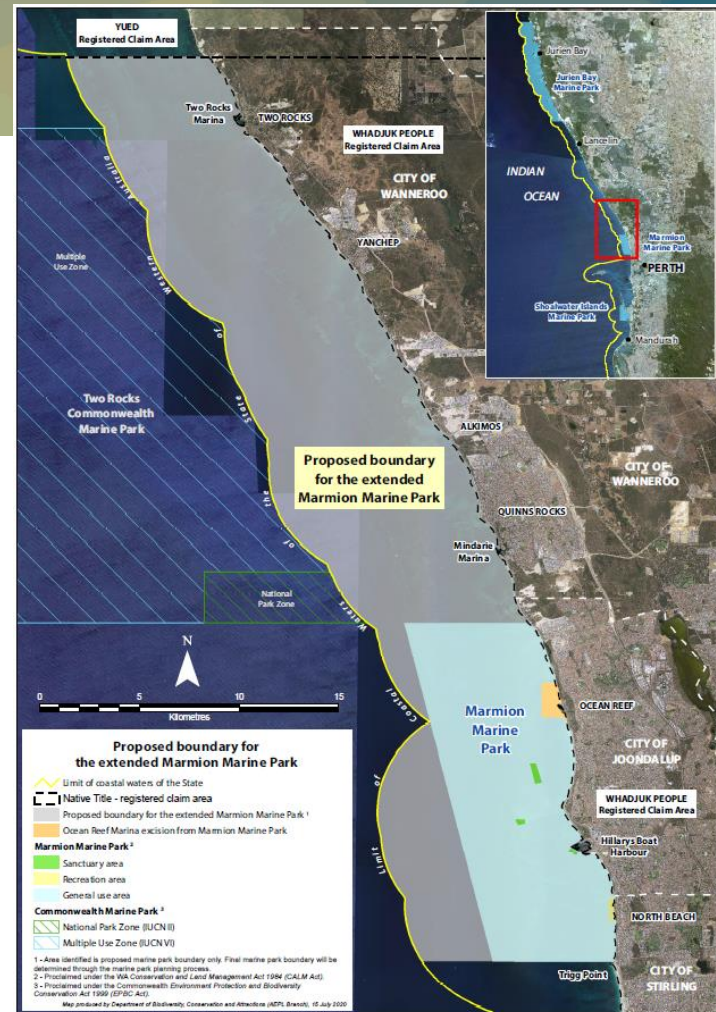 YUED
Registered Claim Area
Two Rocks
Marina
TWO ROCKS
WHADJUK PEOPLE
Registered Claim Area
CITY OF
WANNEROO
YANCHEP
Jurien Bay
Jurien Bay
Marine Park
Lancelin
INDIAN
OCEAN
Marmion
Marine Park
PERTH
Shoalwater Islands
Marine Park
Mandurah
Multiple
Use Zone
Two Rocks
Commonwealth
Marine Park
Limit of Coastal Waters of the State of Western Australia
ALKIMOS
Proposed boundary
for the extended
Marmion Marine Park
CITY OF
WANNEROO
QUINNS ROCKS
Mindarie
Marina
National
Park Zone
N
0 5 10 15
Kilometres
Marmion
Marine
Park
OCEAN REEF
CITY OF
JOONDALUP
WHADJUK PEOPLE
Registered Claim Area
Hillarys Boat
Harbour
NORTH BEACH
Trigg Point
CITY OF
STIRLING
Proposed boundary for
the extended Marmion Marine Park
Limit of coastal waters of the State
Native Title - registered claim area
Proposed boundary for the extended Marmion Marine Park ¹
Ocean Reef Marina excision from Marmion Marine Park
Marmion Marine Park ²
Sanctuary area
Recreation area
General use area
Commonwealth Marine Park ³
National Park Zone (IUCN II)
Multiple Use Zone (IUCN VI)
1 - Area identified is proposed marine park boundary only. Final marine park boundary will be
determined through the marine park planning process.
2 - Proclaimed under the WA Conservation and Land Management Act 1984 (CALM Act).
3 - Proclaimed under the Commonwealth Environment Protection and Biodiversity
Conservation Act 1999 (EPBC Act).
Map produced by Department of Biodiversity, Conservation and Attractions (AEPL Branch), 15 July 2020